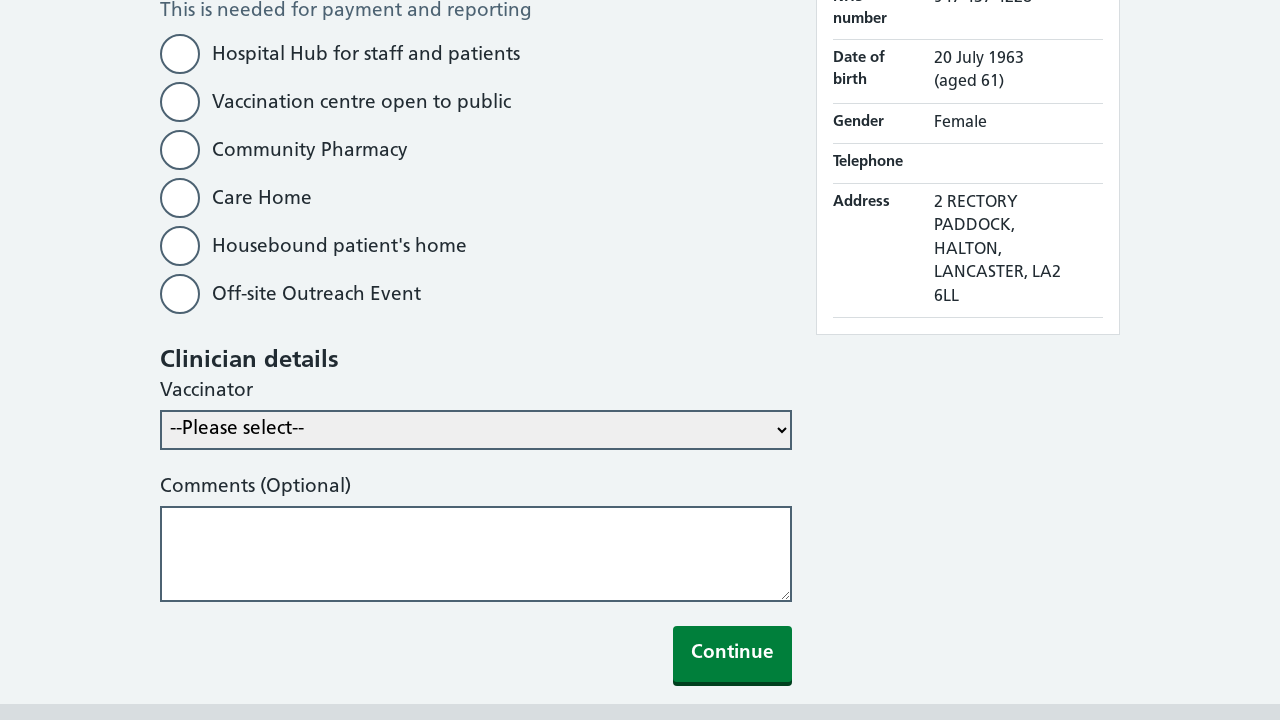 This is needed for payment and reporting
Hospital Hub for staff and patients
Vaccination centre open to public
Community Pharmacy
Care Home
Housebound patient's home
Off-site Outreach Event
Clinician details
Vaccinator
--Please select--
Comments (Optional)
Continue
number
Date of
birth
20 July 1963
(aged 61)
Gender
Female
Telephone
Address
2 RECTORY
PADDOCK,
HALTON,
LANCASTER, LA2
6LL